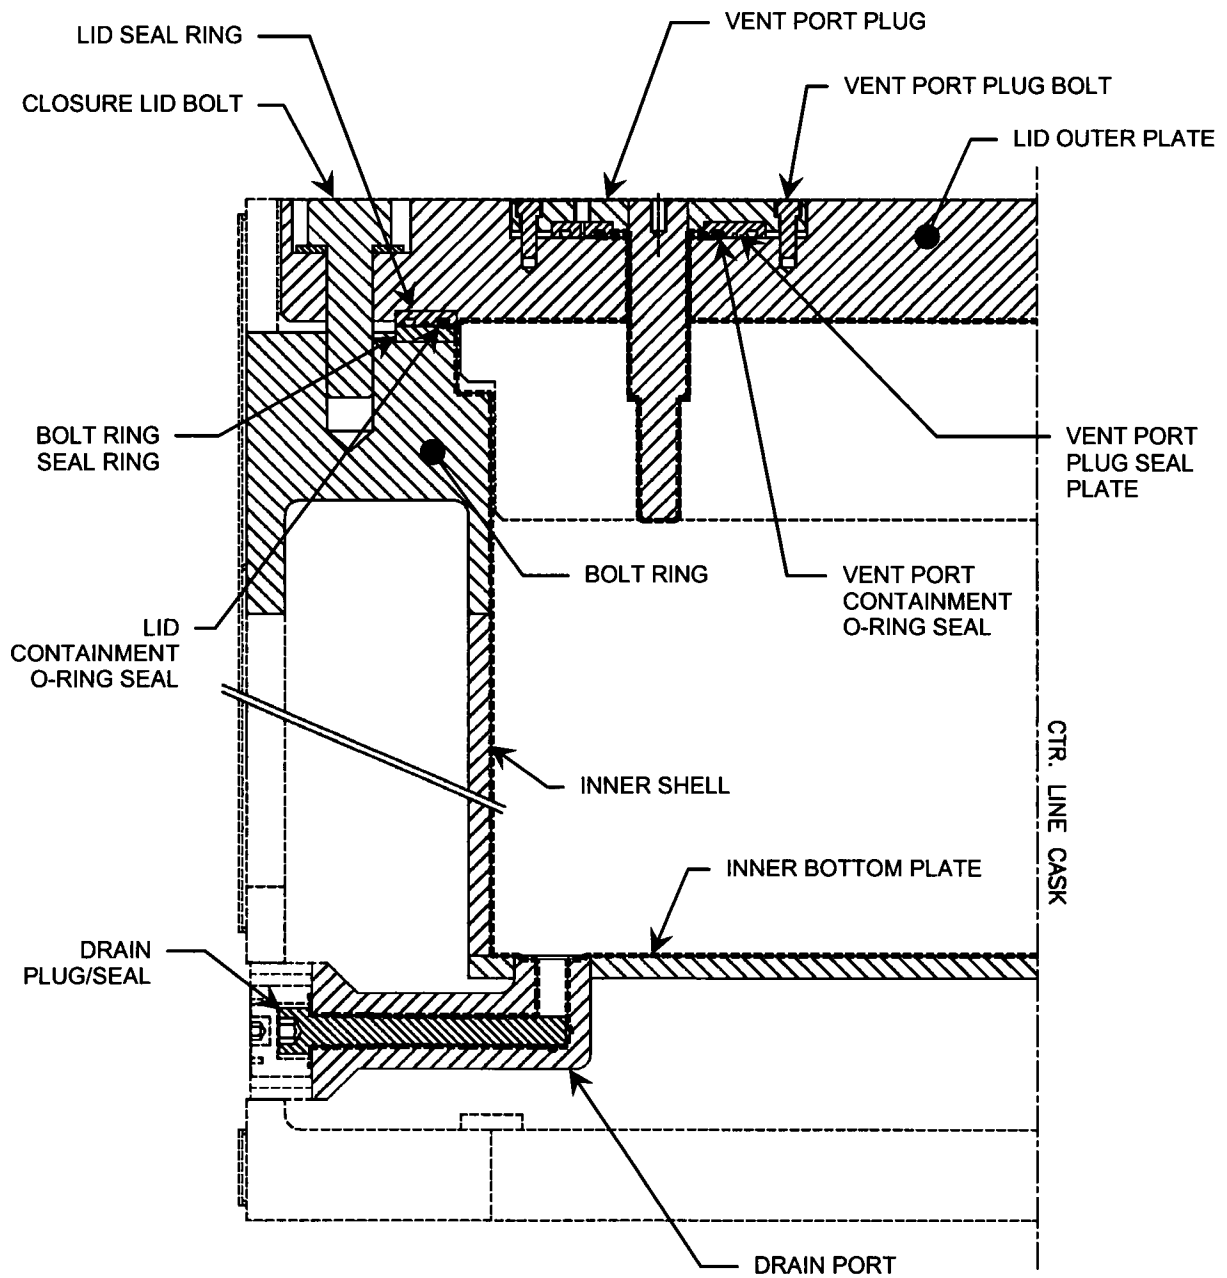 VENT PORT PLUG
LID SEAL RING
VENT PORT PLUG BOLT
CLOSURE LID BOLT
LID OUTER PLATE
BOLT RING
SEAL RING
VENT PORT
PLUG SEAL
PLATE
BOLT RING
VENT PORT
CONTAINMENT
O-RING SEAL
LID
CONTAINMENT
O-RING SEAL
CTR. LINE CASK
INNER SHELL
INNER BOTTOM PLATE
DRAIN
PLUG/SEAL
DRAIN PORT